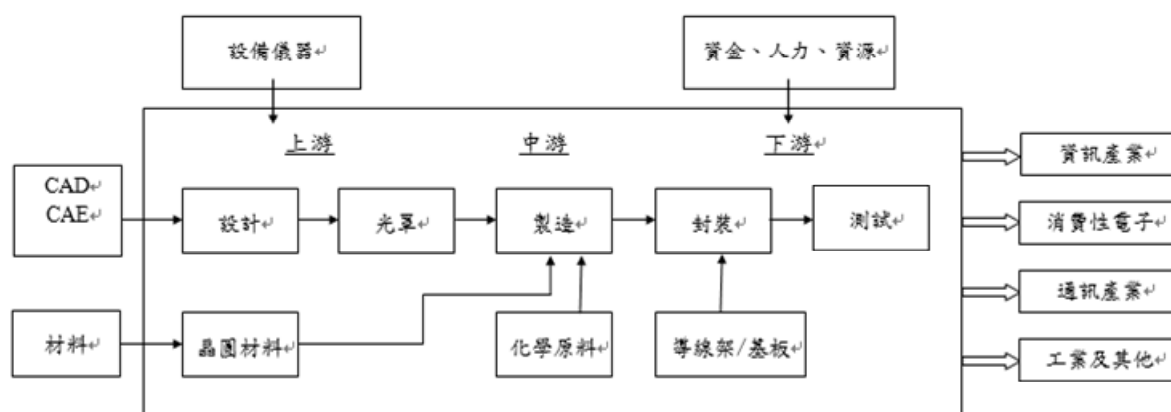 設備儀器
資金、人力、資源
上游
中游
下游
CAD
CAE
設計
光罩
製造
封裝
測試
材料
晶圓材料
化學原料
導線架/基板
資訊產業
消費性電子
通訊產業
工業及其他